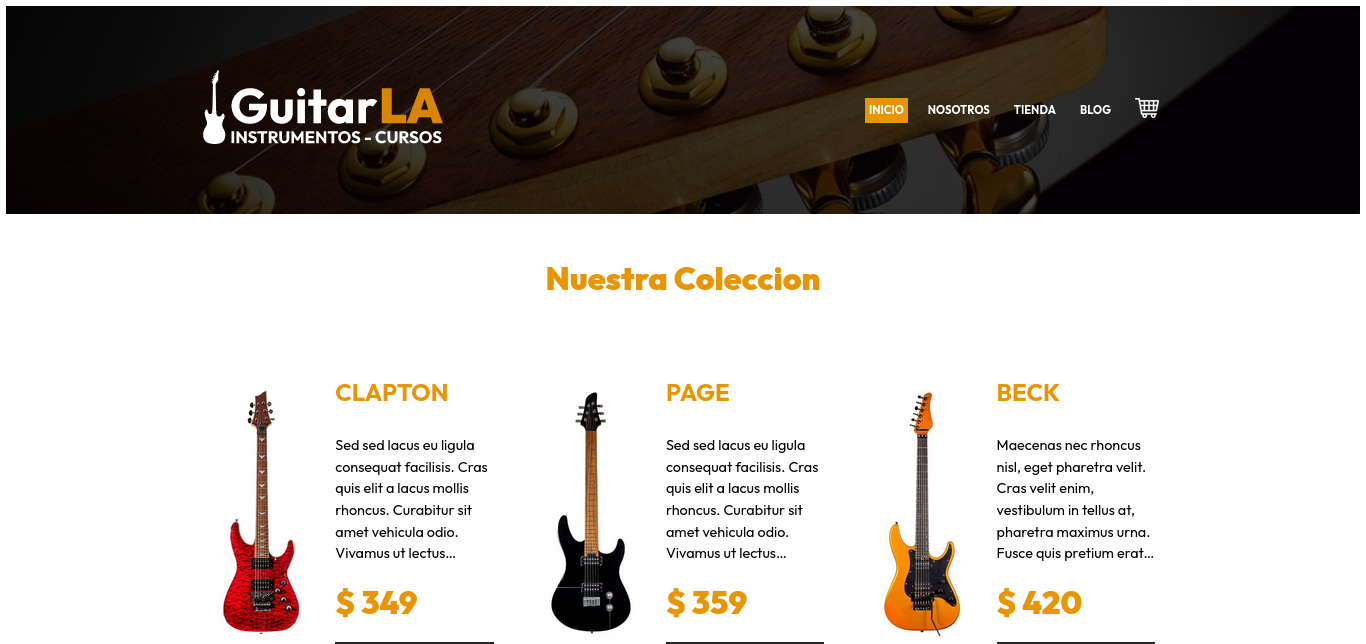 GuitarLA
INSTRUMENTOS - CURSOS
INICIO NOSOTROS TIENDA BLOG
Nuestra Coleccion
CLAPTON
Sed sed lacus eu ligula
consequat facilisis. Cras
quis elit a lacus mollis
rhoncus. Curabitur sit
amet vehicula odio.
Vivamus ut lectus...
$ 349
PAGE
Sed sed lacus eu ligula
consequat facilisis. Cras
quis elit a lacus mollis
rhoncus. Curabitur sit
amet vehicula odio.
Vivamus ut lectus...
$ 359
BECK
Maecenas nec rhoncus
nisl, eget pharetra velit.
Cras velit enim,
vestibulum in tellus at,
pharetra maximus urna.
Fusce quis pretium erat...
$ 420